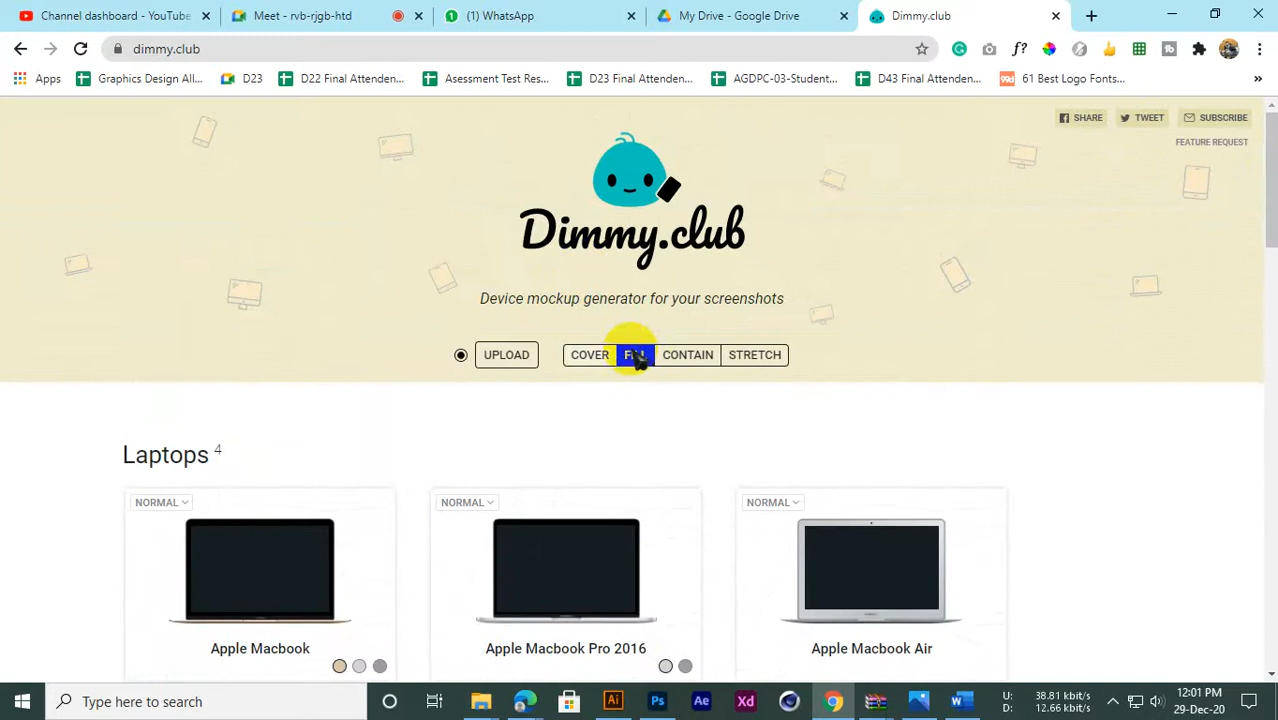 Channel dashboard - YouTube
Meet - rvb-rjgb-htd
(1) WhatsApp
My Drive - Google Drive
Dimmy.club
dimmy.club
Apps
Graphics Design All...
D23
D22 Final Attenden...
Asessment Test Res...
D23 Final Attenden...
AGDPC-03-Student...
D43 Final Attenden...
61 Best Logo Fonts...
SHARE
TWEET
SUBSCRIBE
FEATURE REQUEST
Dimmy.club
Device mockup generator for your screenshots
UPLOAD
COVER
CONTAIN
STRETCH
Laptops 4
NORMAL
NORMAL
NORMAL
Apple Macbook
Apple Macbook Pro 2016
Apple Macbook Air
Type here to search
U: 38.81 kbit/s
D: 12.66 kbit/s
12:01 PM
29-Dec-20